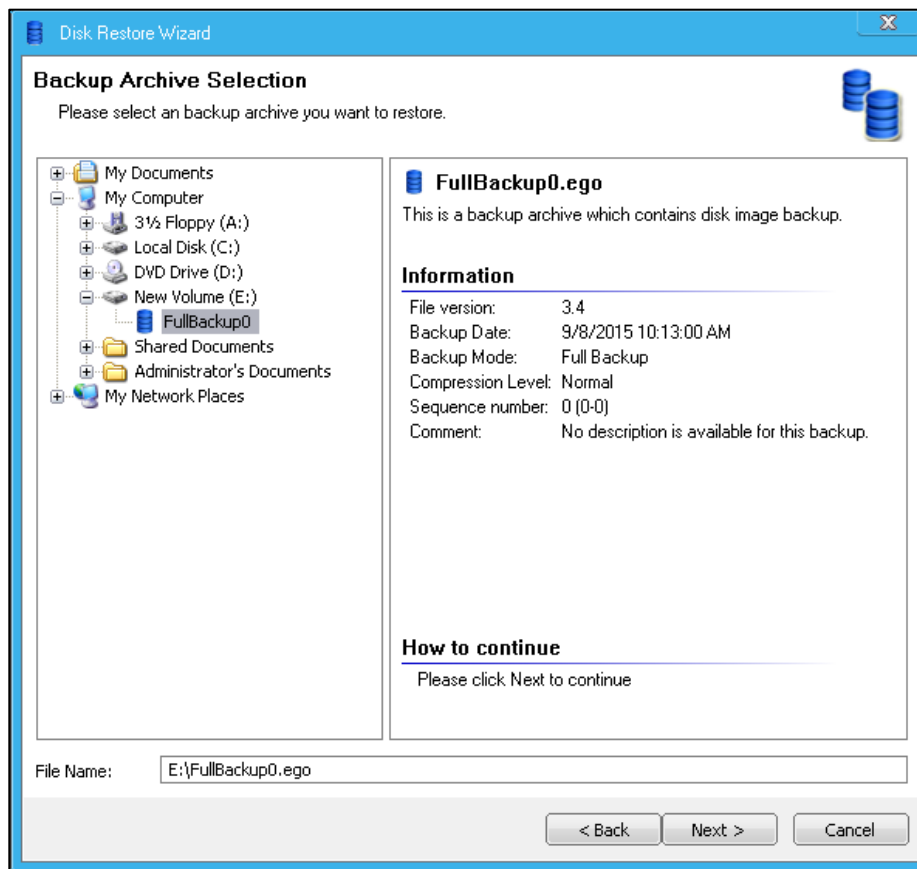 Disk Restore Wizard
Backup Archive Selection
Please select an backup archive you want to restore.
My Documents
My Computer
3½ Floppy (A:)
Local Disk (C:)
DVD Drive (D:)
New Volume (E:)
FullBackup0
Shared Documents
Administrator's Documents
My Network Places
FullBackup0.ego
This is a backup archive which contains disk image backup.
Information
File version: 3.4
Backup Date: 9/8/2015 10:13:00 AM
Backup Mode: Full Backup
Compression Level: Normal
Sequence number: 0 (0-0)
Comment: No description is available for this backup.
How to continue
Please click Next to continue
File Name: E:\FullBackup0.ego
< Back Next > Cancel